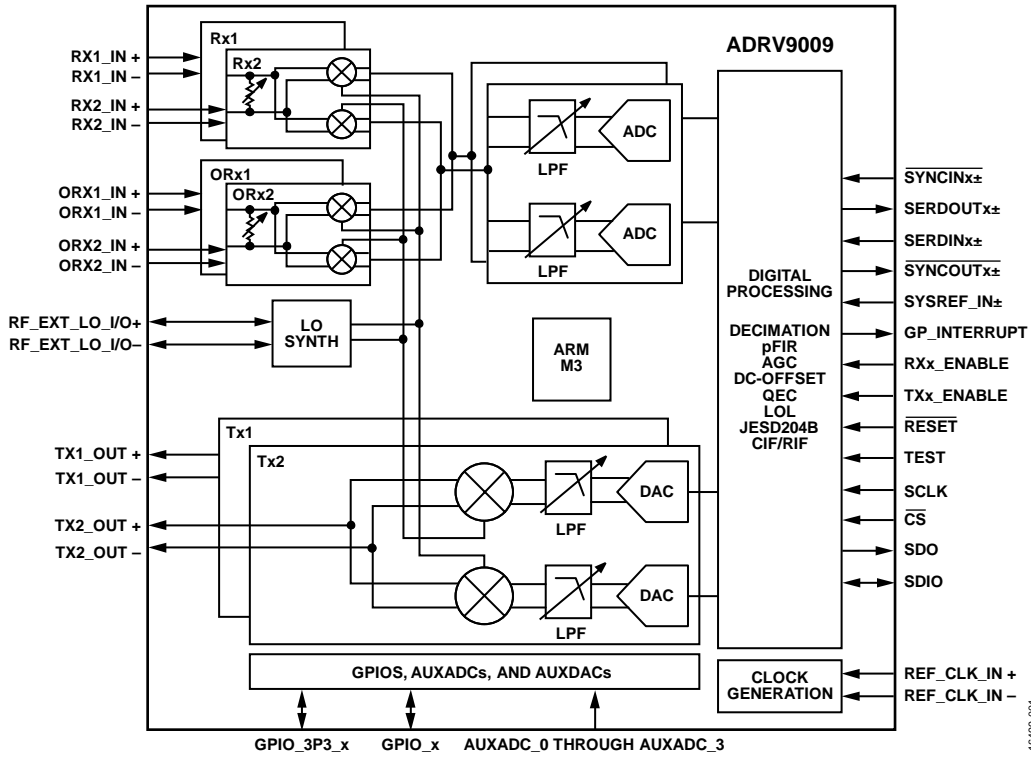 ADRV9009
RX1_IN +
RX1_IN –
RX2_IN +
RX2_IN –
Rx1
Rx2
ORX1_IN +
ORX1_IN –
ORX2_IN +
ORX2_IN –
ORx1
ORx2
RF_EXT_LO_I/O+
RF_EXT_LO_I/O–
LO
SYNTH
LPF
ADC
LPF
ADC
ARM
M3
DIGITAL
PROCESSING
DECIMATION
pFIR
AGC
DC-OFFSET
QEC
LOL
JESD204B
CIF/RIF
SYNCINx±
SERDOUTx±
SERDINx±
SYNCOUTx±
SYSREF_IN±
GP_INTERRUPT
RXx_ENABLE
TXx_ENABLE
RESET
TEST
SCLK
CS
SDO
SDIO
TX1_OUT +
TX1_OUT –
TX2_OUT +
TX2_OUT –
Tx1
Tx2
LPF
DAC
LPF
DAC
GPIOS, AUXADCs, AND AUXDACs
CLOCK
GENERATION
REF_CLK_IN +
REF_CLK_IN –
GPIO_3P3_x
GPIO_x
AUXADC_0 THROUGH AUXADC_3